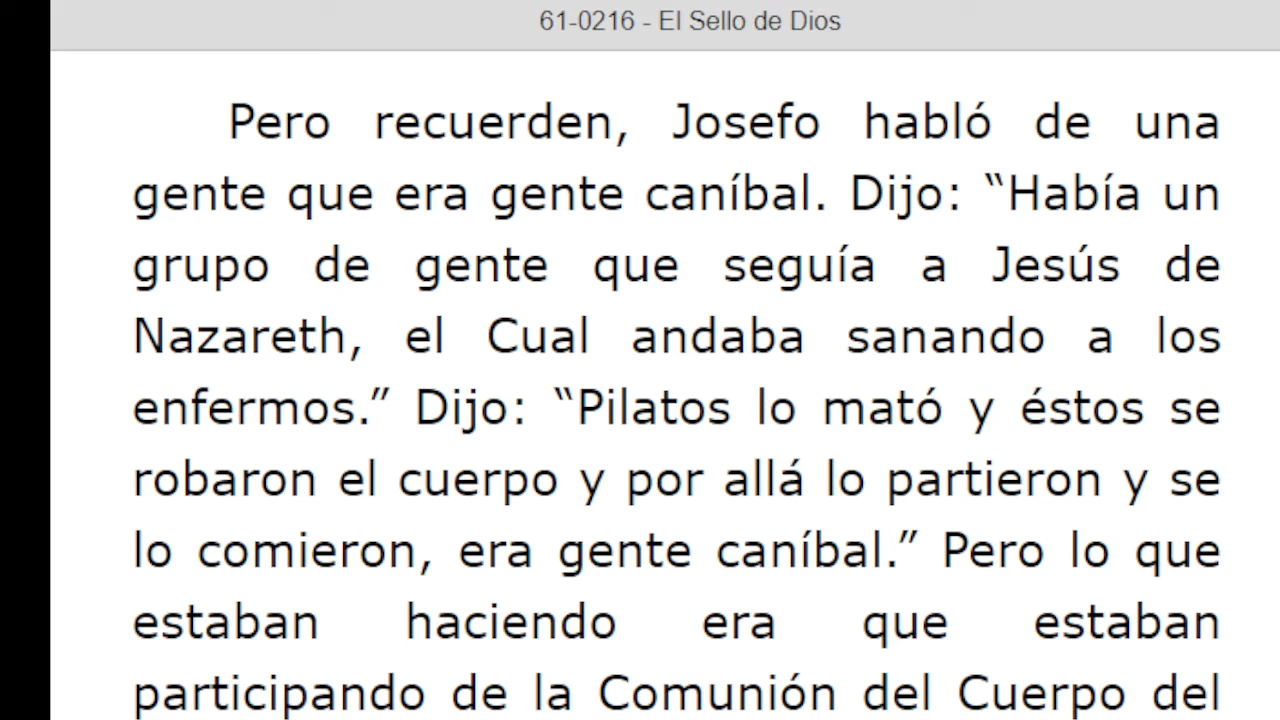 61-0216 - El Sello de Dios
Pero recuerden, Josefo habló de una
gente que era gente caníbal. Dijo: “Había un
grupo de gente que seguía a Jesús de
Nazareth, el Cual andaba sanando a los
enfermos.” Dijo: “Pilatos lo mató y éstos se
robaron el cuerpo y por allá lo partieron y se
lo comieron, era gente caníbal.” Pero lo que
estaban haciendo era que estaban
participando de la Comunión del Cuerpo del